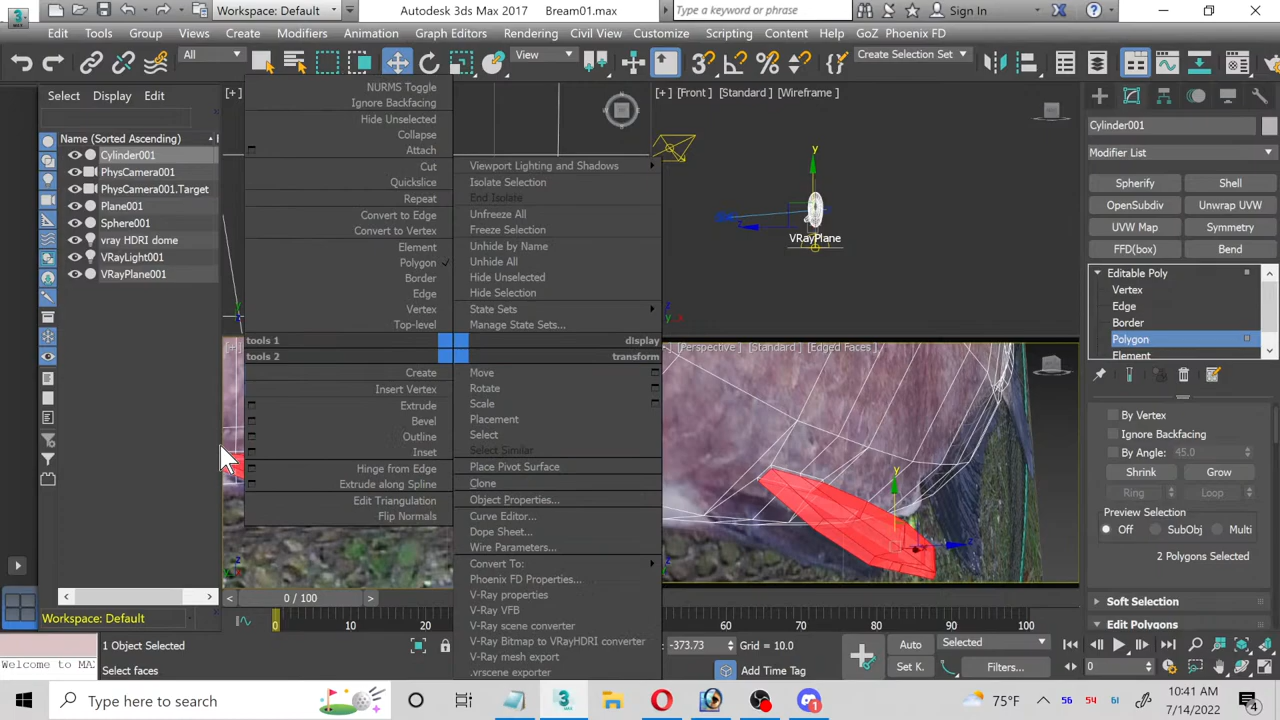 Workspace: Default
Autodesk 3ds Max 2017
Bream01.max
Type a keyword or phrase
Sign In
Edit
Tools
Group
Views
Create
Modifiers
Animation
Graph Editors
Rendering
Civil View
Customize
Scripting
Content
Help
GoZ
Phoenix FD
All
View
Create Selection Set
Select
Display
Edit
Name (Sorted Ascending)
Cylinder001
PhysCamera001
PhysCamera001.Target
Plane001
Sphere001
vray HDRI dome
VRayLight001
VRayPlane001
Workspace: Default
[+]
NURMS Toggle
Ignore Backfacing
Hide Unselected
Collapse
Attach
Cut
Quickslice
Repeat
Convert to Edge
Convert to Vertex
Element
Polygon
Border
Edge
Vertex
Top-level
tools 1
tools 2
Create
Insert Vertex
Extrude
Bevel
Outline
Inset
Hinge from Edge
Extrude along Spline
Edit Triangulation
Flip Normals
Viewport Lighting and Shadows
Isolate Selection
End Isolate
Unfreeze All
Freeze Selection
Unhide by Name
Unhide All
Hide Unselected
Hide Selection
State Sets
Manage State Sets...
display
transform
Move
Rotate
Scale
Placement
Select
Select Similar
Place Pivot Surface
Clone
Object Properties...
Curve Editor...
Dope Sheet...
Wire Parameters...
Convert To:
Phoenix FD Properties...
V-Ray properties
V-Ray VFB
V-Ray scene converter
V-Ray Bitmap to VRayHDRI converter
V-Ray mesh export
.vrscene exporter
[+] [Front] [Standard] [Wireframe]
y
VRayPlane
z
x
[Perspective] [Standard] [Edged Faces]
y
z
Cylinder001
Modifier List
Spherify
Shell
OpenSubdiv
Unwrap UVW
UVW Map
Symmetry
FFD(box)
Bend
Editable Poly
Vertex
Edge
Border
Polygon
Element
By Vertex
Ignore Backfacing
By Angle: 45.0
Shrink
Grow
Ring
Loop
Preview Selection
Off
SubObj
Multi
2 Polygons Selected
Soft Selection
Edit Polygons
0 / 100
0 10 20 70 80 90 100
Welcome to MA
1 Object Selected
Select faces
-373.73
Grid = 10.0
Add Time Tag
Auto
Selected
Set K.
Filters...
0
Type here to search
75°F
56
54
61
10:41 AM
7/14/2022
4